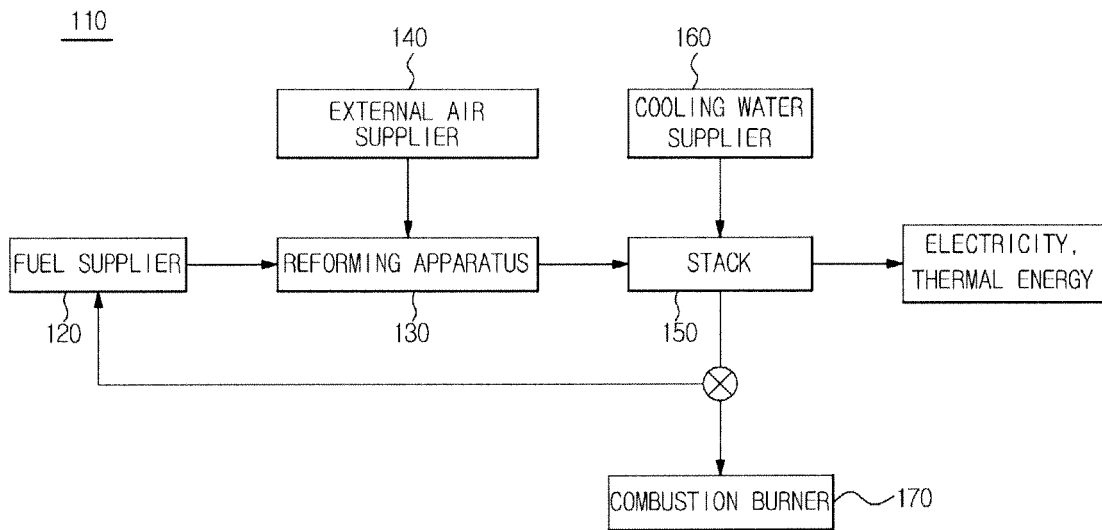 110
140
160
EXTERNAL AIR
SUPPLIER
COOLING WATER
SUPPLIER
FUEL SUPPLIER
REFORMING APPARATUS
STACK
ELECTRICITY,
THERMAL ENERGY
120
130
150
COMBUSTION BURNER
170